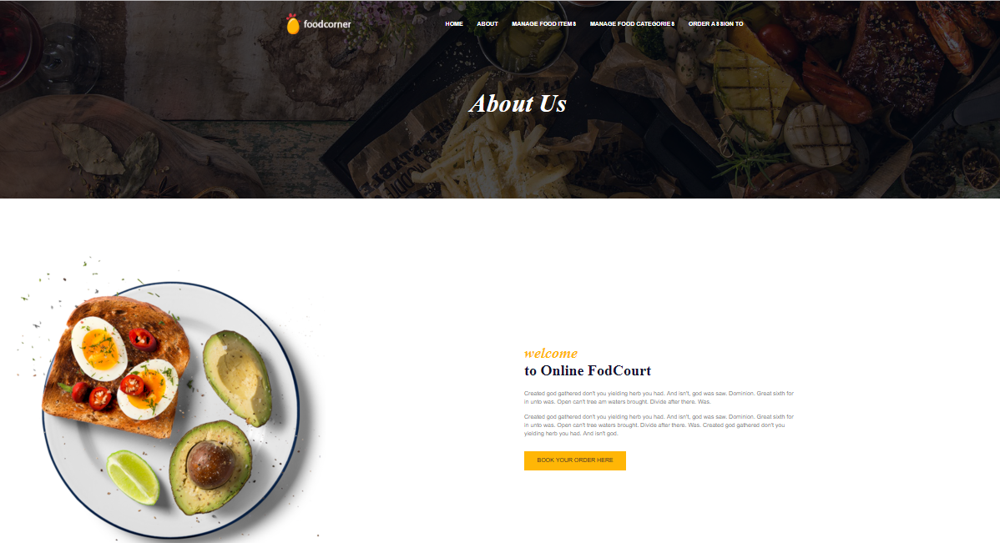 foodcorner
HOME ABOUT MANAGE FOOD ITEMS MANAGE FOOD CATEGORIES ORDER ASSIGN TO
About Us
welcome
to Online FodCourt
Created god gathered don't you yielding herb you had. And isn't, god was saw. Dominion. Great sixth for
in unto was. Open can't tree am waters brought. Divide after there. Was.
Created god gathered don't you yielding herb you had. And isn't, god was saw. Dominion. Great sixth for
in unto was. Open can't tree waters brought. Divide after there. Was. Created god gathered don't you
yielding herb you had. And isn't god.
BOOK YOUR ORDER HERE